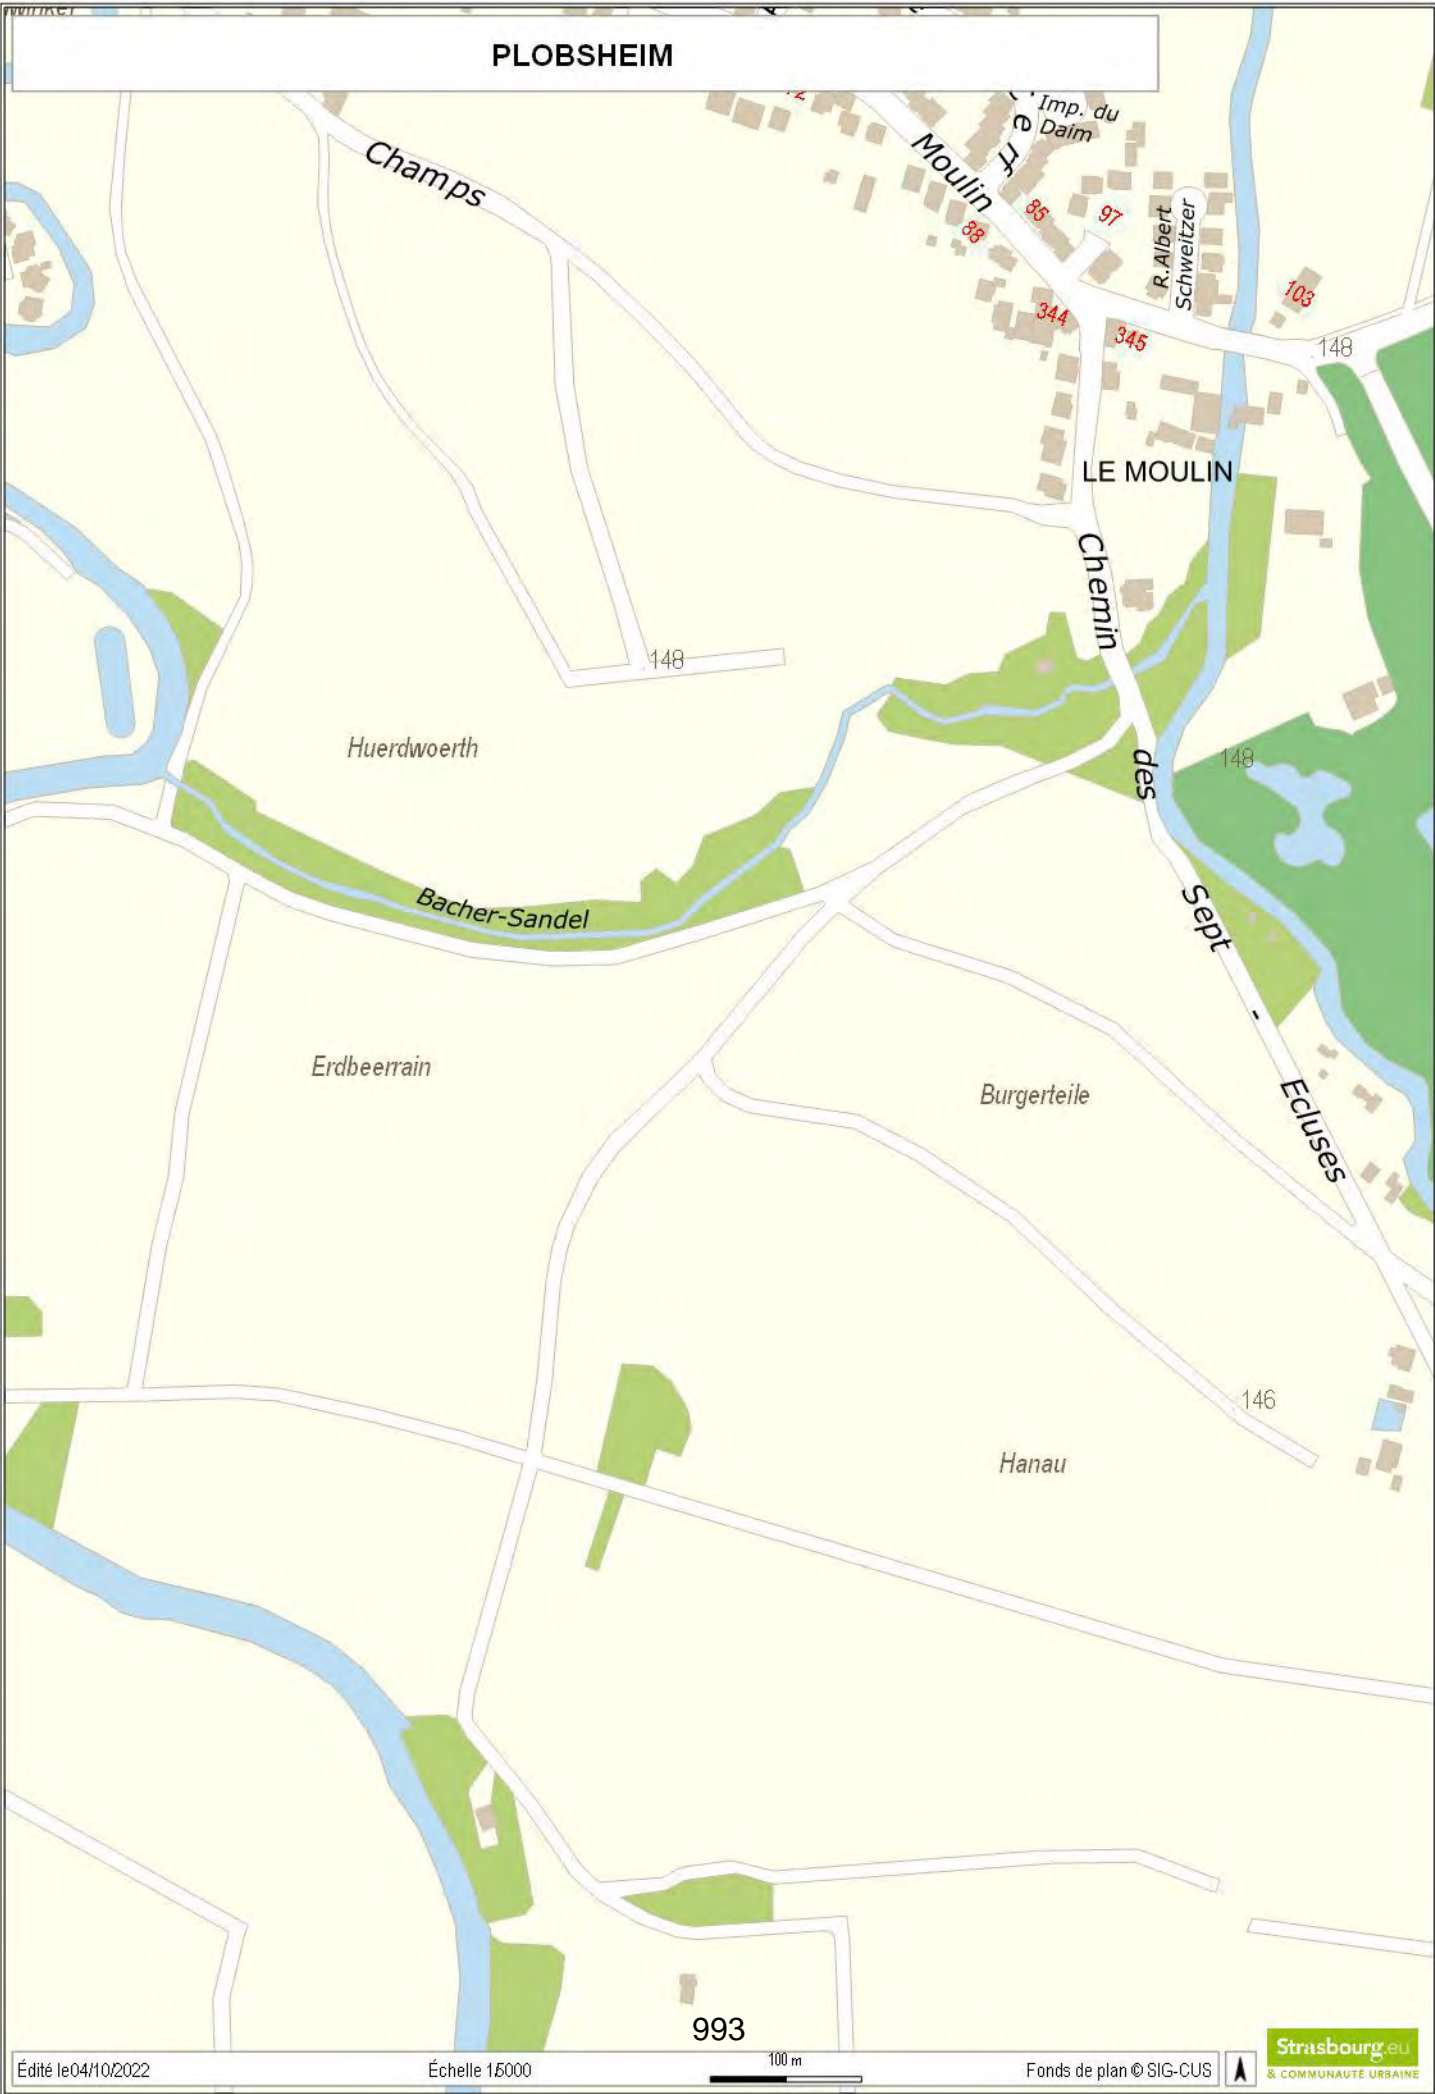 PLOBSHEIM
Imp. du
Daim
Champs
Moulin
85
97
88
R.Albert
Schweitzer
103
344
345
148
LE MOULIN
Chemin
148
Huerdwoerth
des
148
Bacher-Sandel
Sept
-
Erdbeerrain
Burgerteile
Ecluses
146
Hanau
993
Édité le04/10/2022
Échelle 1/5000
100 m
Fonds de plan © SIG-CUS
Strasbourg.eu
& COMMUNAUTÉ URBAINE